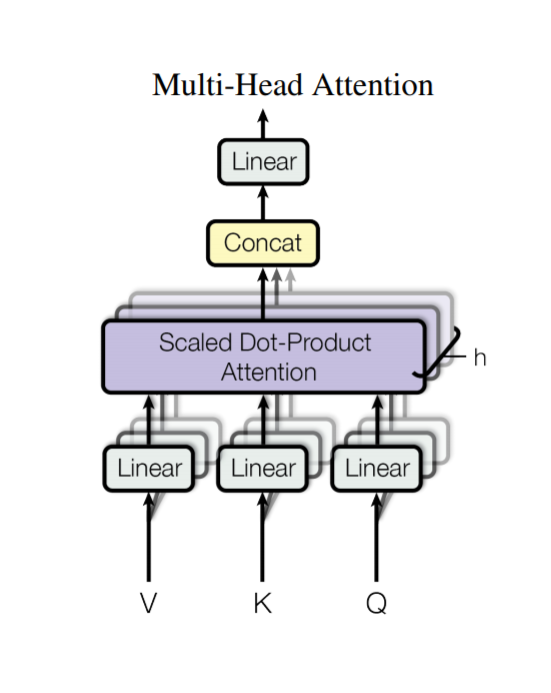 Multi-Head Attention
Linear
Concat
Scaled Dot-Product
Attention
h
Linear Linear Linear
V K Q